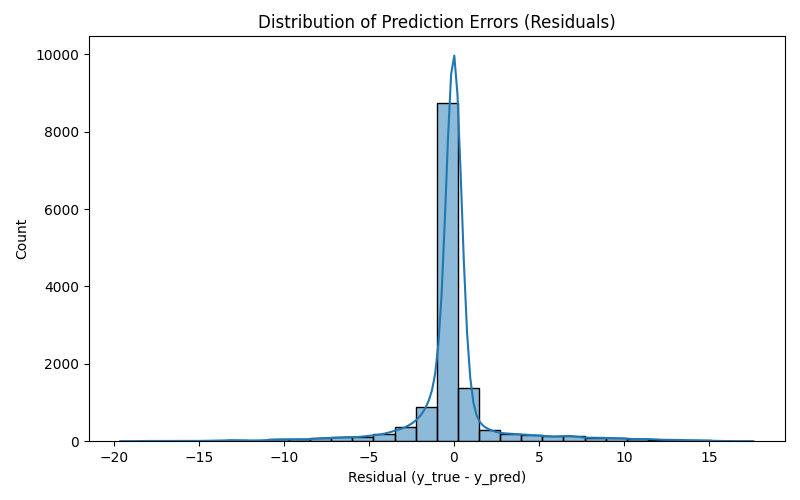 Distribution of Prediction Errors (Residuals)
10000
8000
6000
4000
2000
0
Count
−20 −15 −10 −5 0 5 10 15
Residual (y_true - y_pred)